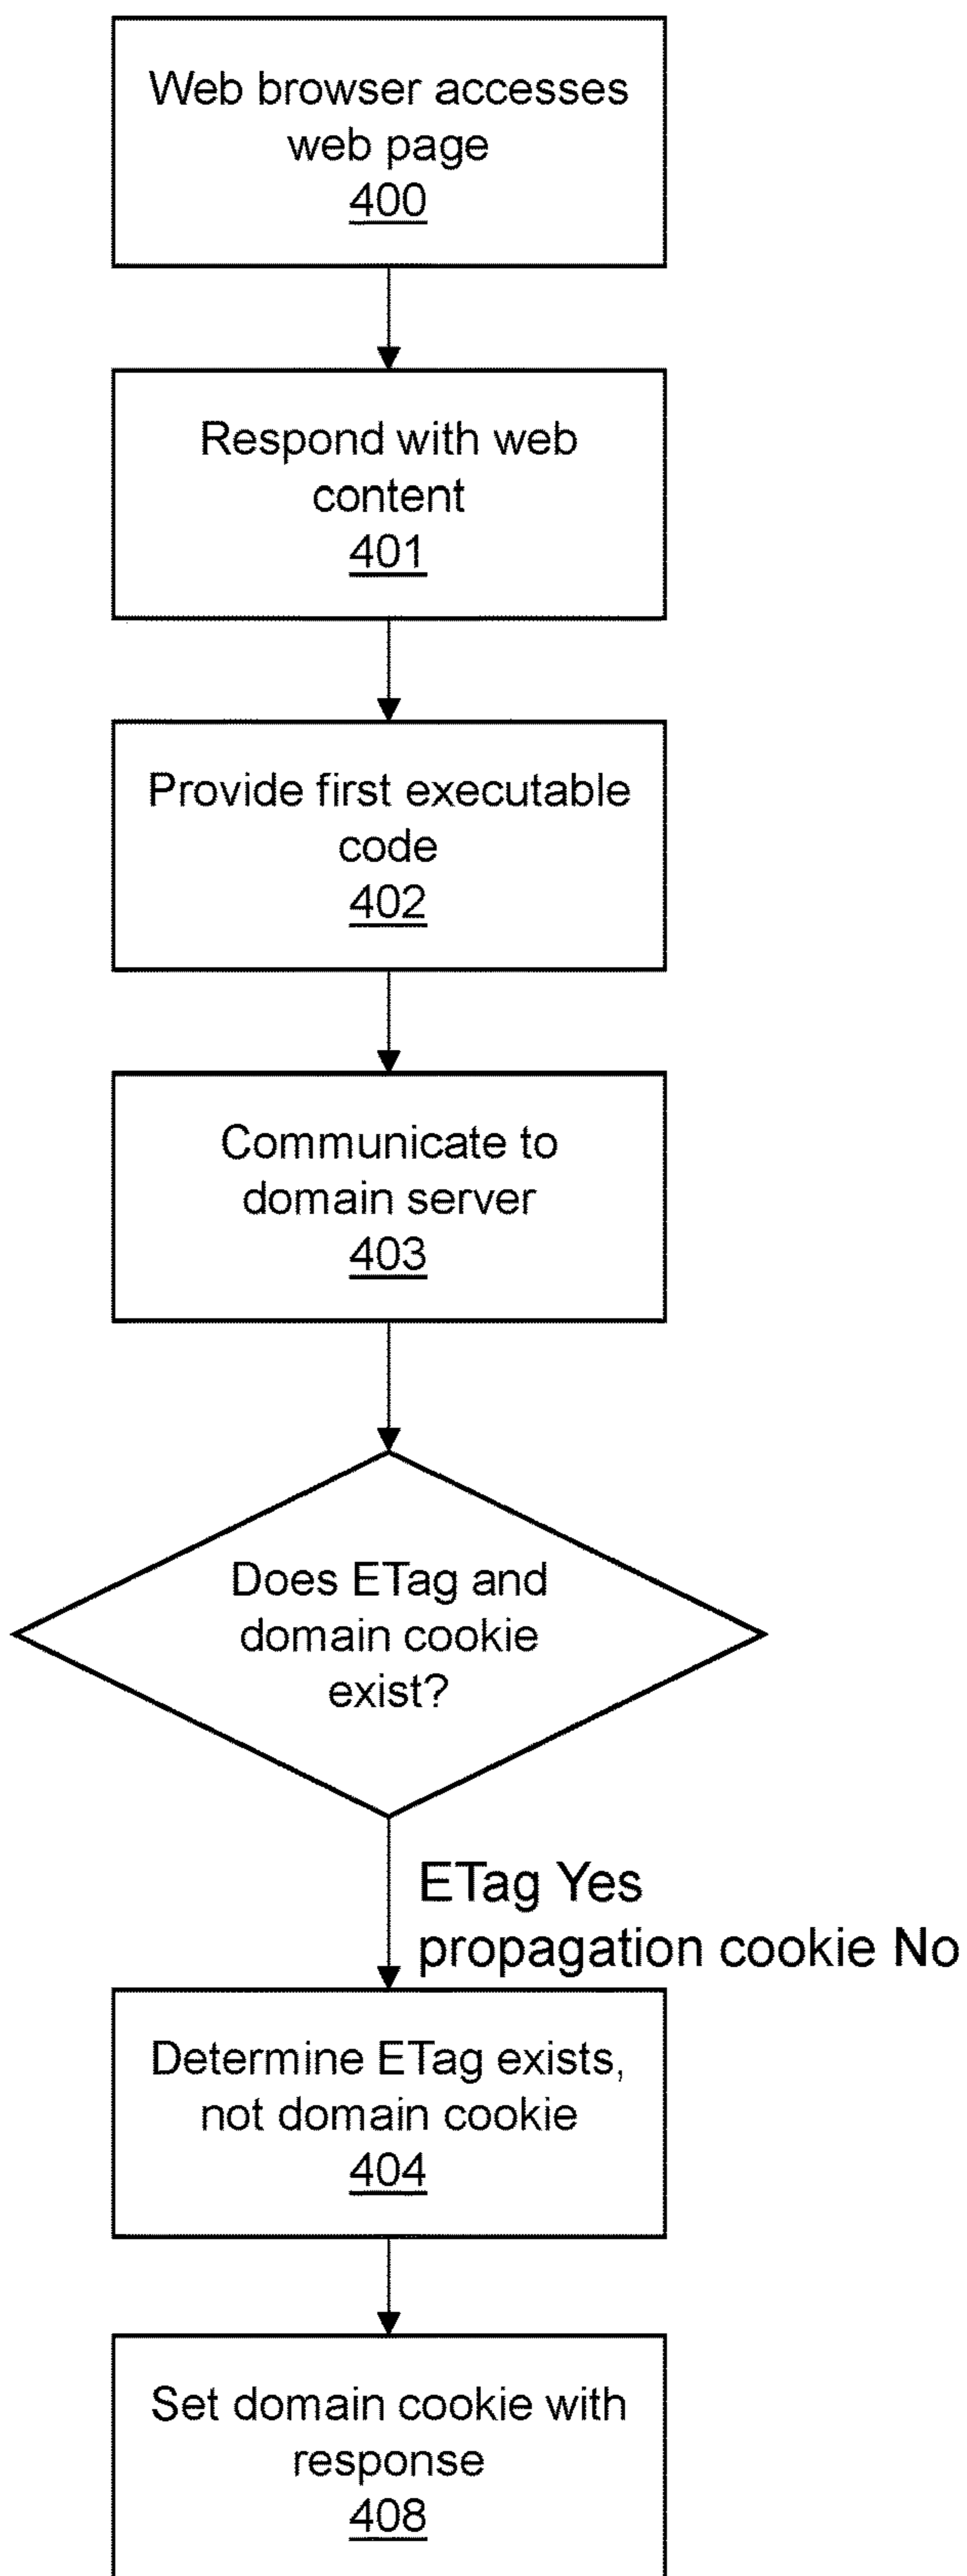 Web browser accesses
web page
400
Respond with web
content
401
Provide first executable
code
402
Communicate to
domain server
403
Does ETag and
domain cookie
exist?
ETag Yes
propagation cookie No
Determine ETag exists,
not domain cookie
404
Set domain cookie with
response
408